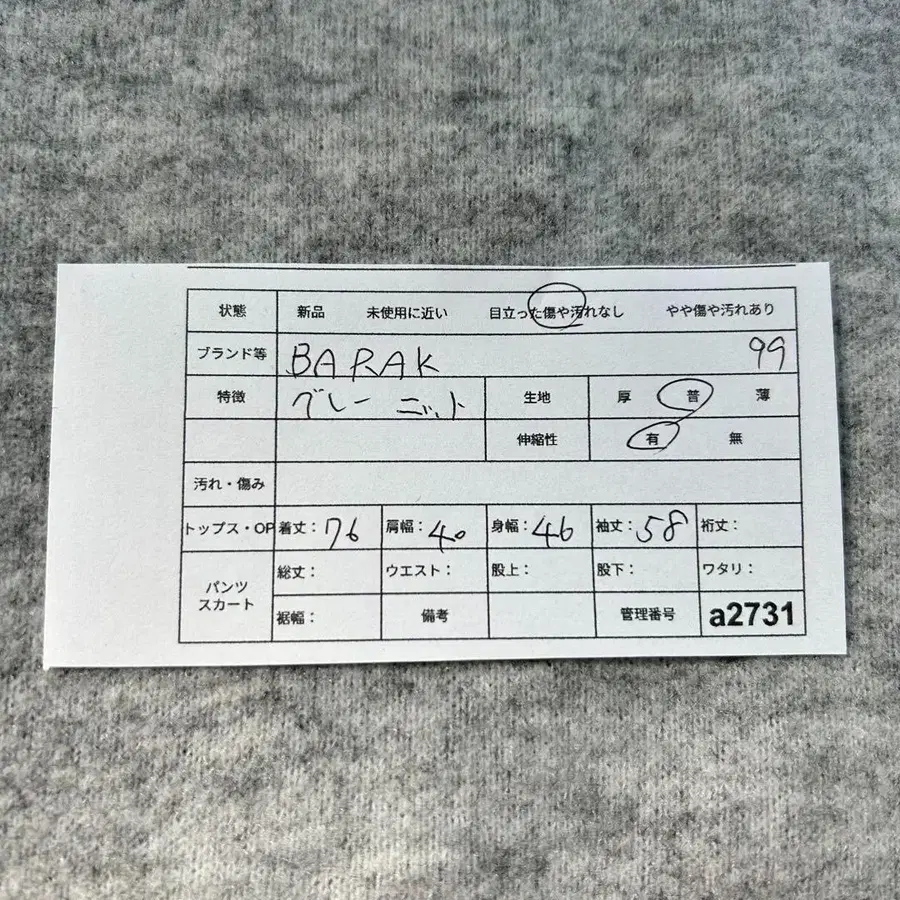 状態 新品 未使用に近い 目立った傷や汚れなし やや傷や汚れあり
ブランド等 BARAK 99
特徴 グレー ニット 生地 厚 普 薄
伸縮性 有 無
汚れ・傷み
トップス・OP 着丈: 76 肩幅: 40 身幅: 46 袖丈: 58 裄丈:
パンツ スカート 総丈: ウエスト: 股上: 股下: ワタリ:
裾幅: 備考 管理番号 a2731